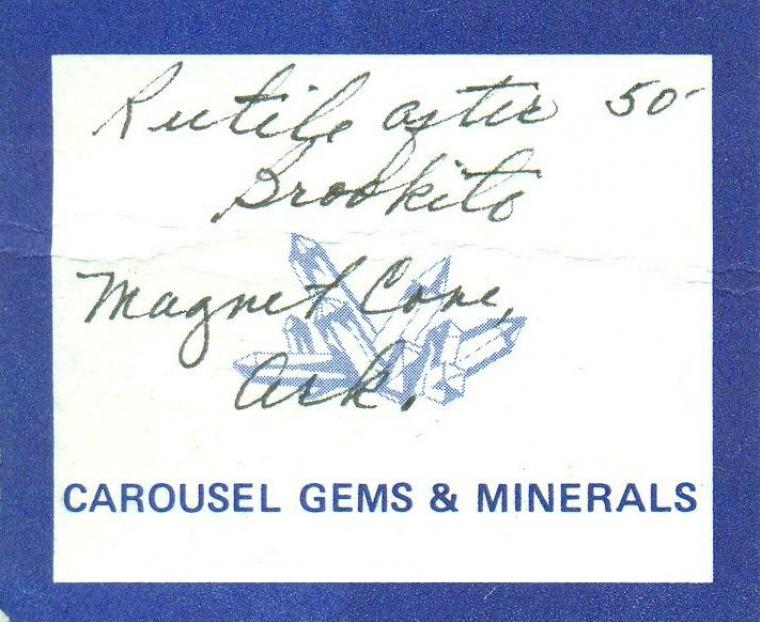 Rutile after 50-
Brookite
Magnet Cove,
Ark.
CAROUSEL GEMS & MINERALS